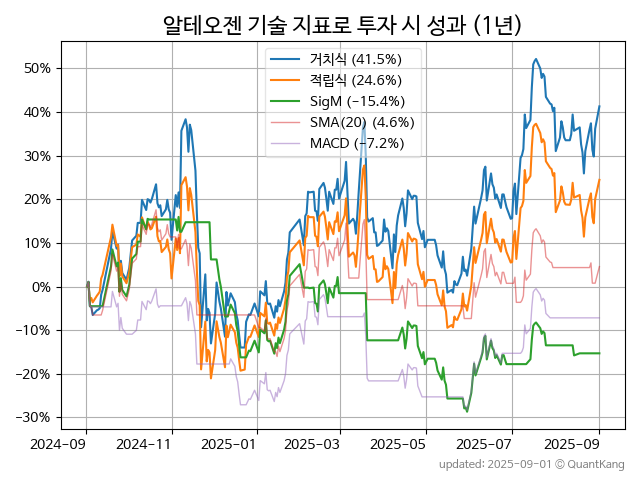 알테오젠 기술 지표로 투자 시 성과 (1년)
거치식 (41.5%)
적립식 (24.6%)
SigM (−15.4%)
SMA(20) (4.6%)
MACD (−7.2%)
50%
40%
30%
20%
10%
0%
−10%
−20%
−30%
2024-09 2024-11 2025-01 2025-03 2025-05 2025-07 2025-09
updated: 2025-09-01 © QuantKang